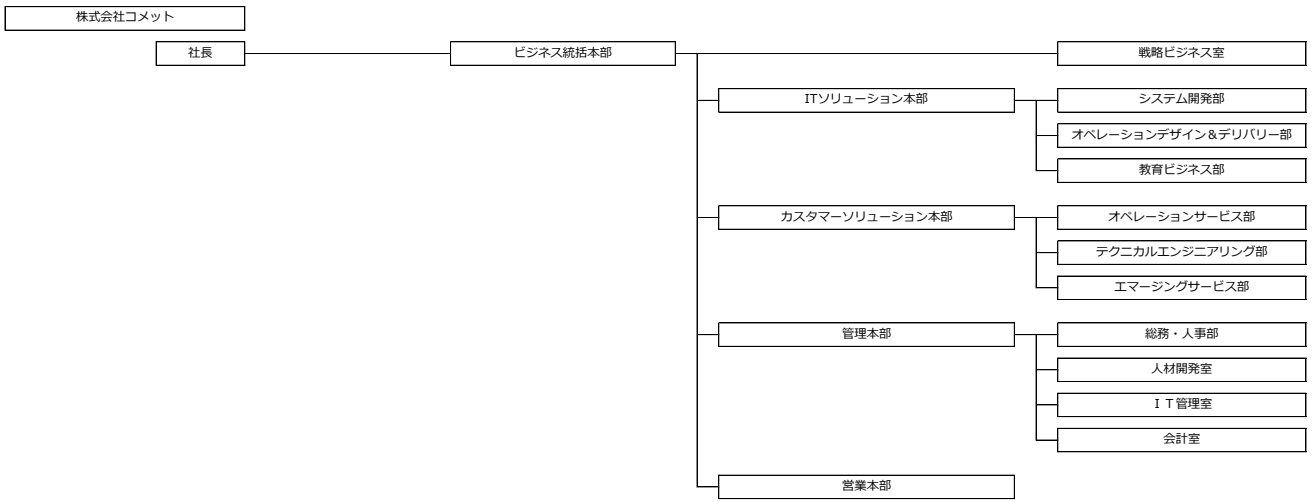 株式会社コメット
社長
ビジネス統括本部
戦略ビジネス室
ITソリューション本部
システム開発部
オペレーションデザイン＆デリバリー部
教育ビジネス部
カスタマーソリューション本部
オペレーションサービス部
テクニカルエンジニアリング部
エマージングサービス部
管理本部
総務・人事部
人材開発室
ＩＴ管理室
会計室
営業本部